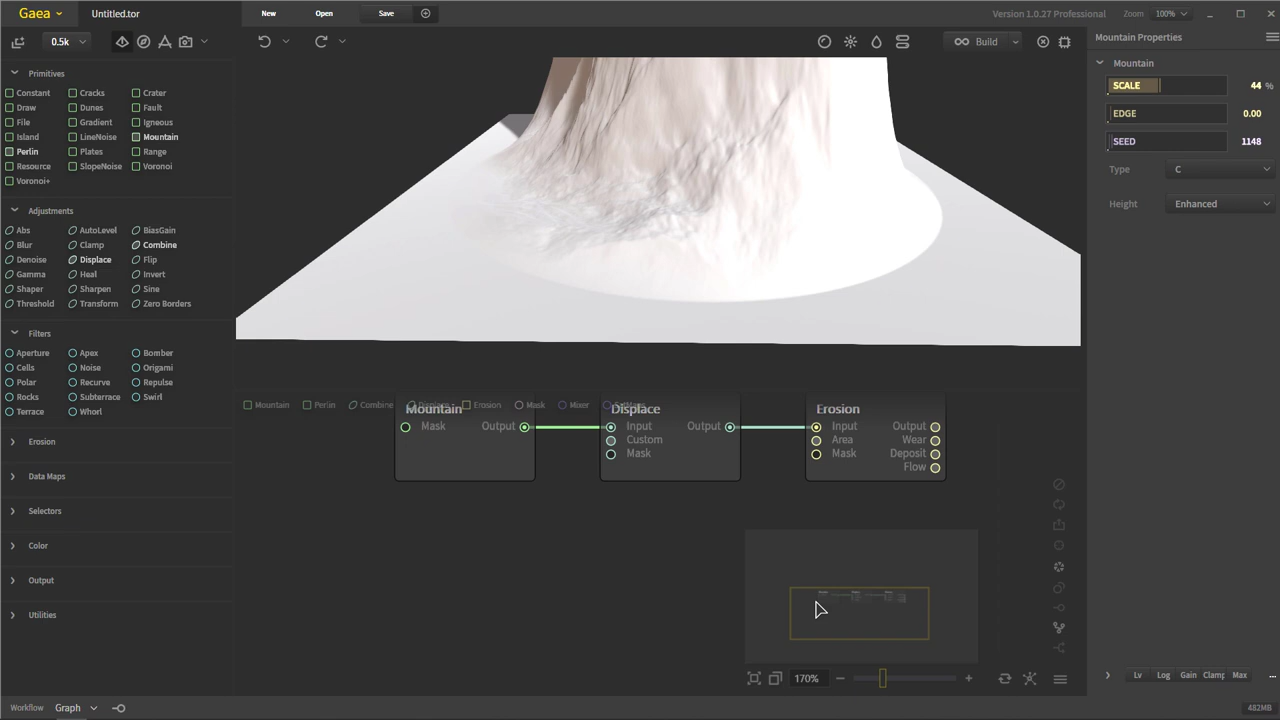 Gaea
Untitled.tor
New
Open
Save
Version 1.0.27 Professional
Zoom
100%
0.5k
Build
Primitives
Constant Cracks Crater
Draw Dunes Fault
File Gradient Igneous
Island LineNoise Mountain
Perlin Plates Range
Resource SlopeNoise Voronoi
Voronoi+
Adjustments
Abs AutoLevel BiasGain
Blur Clamp Combine
Denoise Displace Flip
Gamma Heal Invert
Shaper Sharpen Sine
Threshold Transform Zero Borders
Filters
Aperture Apex Bomber
Cells Noise Origami
Polar Recurve Repulse
Rocks Subterrace Swirl
Terrace Whorl
Erosion
Data Maps
Selectors
Color
Output
Utilities
Mountain Perlin Combine Erosion Mask Mixer
Mountain
Mask Output
Displace
Input Output
Custom
Mask
Erosion
Input Output
Area Wear
Mask Deposit
Flow
170%
Mountain Properties
Mountain
SCALE 44 %
EDGE 0.00
SEED 1148
Type C
Height Enhanced
Lv Log Gain Clamp Max ...
Workflow Graph
482MB